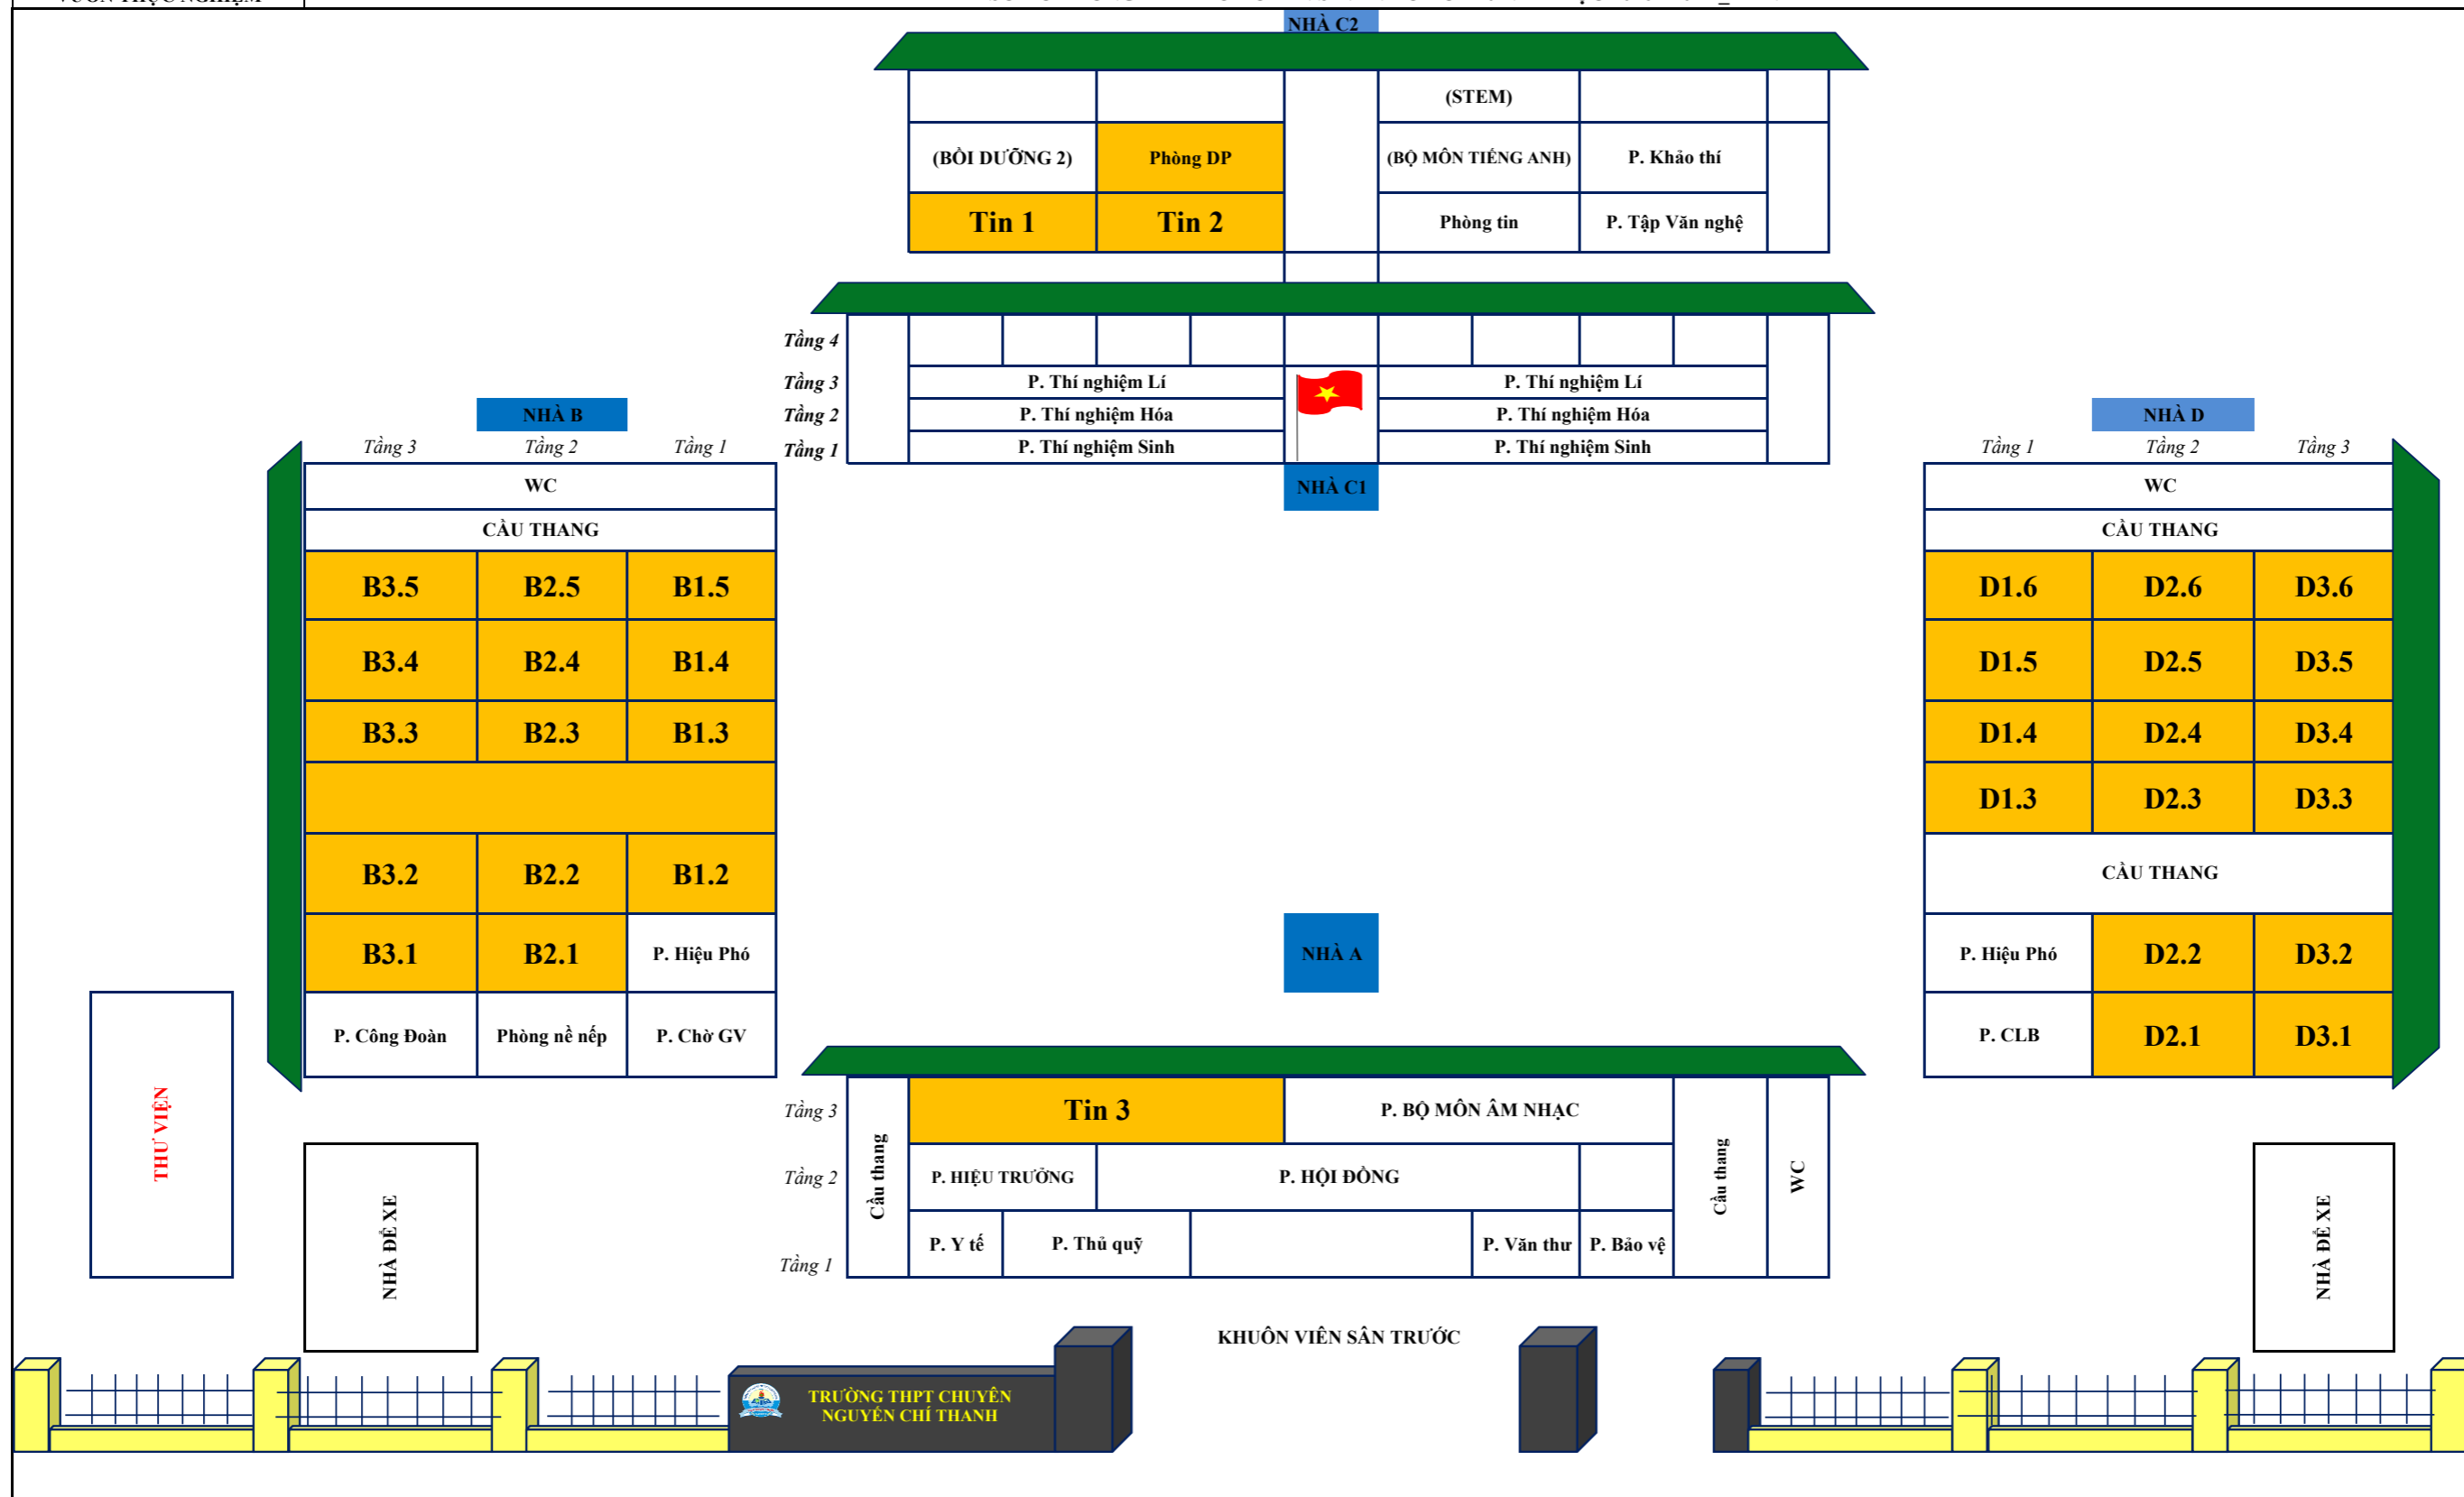 NHÀ C2
(STEM)
(BỒI DƯỠNG 2) Phòng DP (BỘ MÔN TIẾNG ANH) P. Khảo thí
Tin 1 Tin 2 Phòng tin P. Tập Văn nghệ
Tầng 4
Tầng 3 P. Thí nghiệm Lí P. Thí nghiệm Lí
Tầng 2 P. Thí nghiệm Hóa P. Thí nghiệm Hóa
Tầng 1 P. Thí nghiệm Sinh P. Thí nghiệm Sinh
NHÀ C1
NHÀ B
Tầng 3 Tầng 2 Tầng 1
WC
CẦU THANG
B3.5 B2.5 B1.5
B3.4 B2.4 B1.4
B3.3 B2.3 B1.3
B3.2 B2.2 B1.2
B3.1 B2.1 P. Hiệu Phó
P. Công Đoàn Phòng nề nếp P. Chờ GV
NHÀ D
Tầng 1 Tầng 2 Tầng 3
WC
CẦU THANG
D1.6 D2.6 D3.6
D1.5 D2.5 D3.5
D1.4 D2.4 D3.4
D1.3 D2.3 D3.3
CẦU THANG
P. Hiệu Phó D2.2 D3.2
P. CLB D2.1 D3.1
NHÀ A
Tầng 3 Tin 3 P. BỘ MÔN ÂM NHẠC
Tầng 2 P. HIỆU TRƯỞNG P. HỘI ĐỒNG
Tầng 1 P. Y tế P. Thủ quỹ P. Văn thư P. Bảo vệ
Cầu thang
Cầu thang
WC
THƯ VIỆN
NHÀ ĐỂ XE
NHÀ ĐỂ XE
KHUÔN VIÊN SÂN TRƯỚC
TRƯỜNG THPT CHUYÊN
NGUYỄN CHÍ THANH